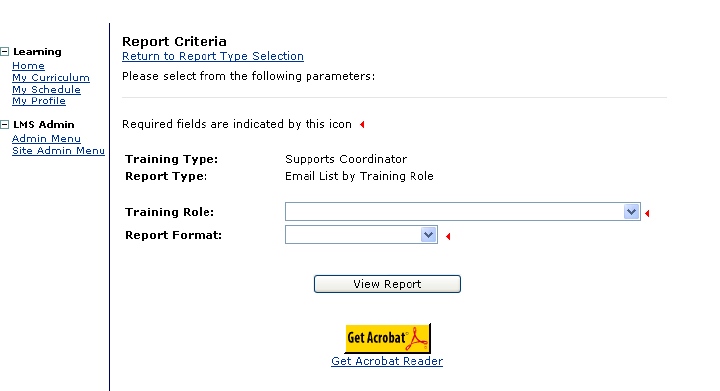 Learning
Home
My Curriculum
My Schedule
My Profile
LMS Admin
Admin Menu
Site Admin Menu
Report Criteria
Return to Report Type Selection
Please select from the following parameters:
Required fields are indicated by this icon
Training Type: Supports Coordinator
Report Type: Email List by Training Role
Training Role:
Report Format:
View Report
Get Acrobat
Get Acrobat Reader